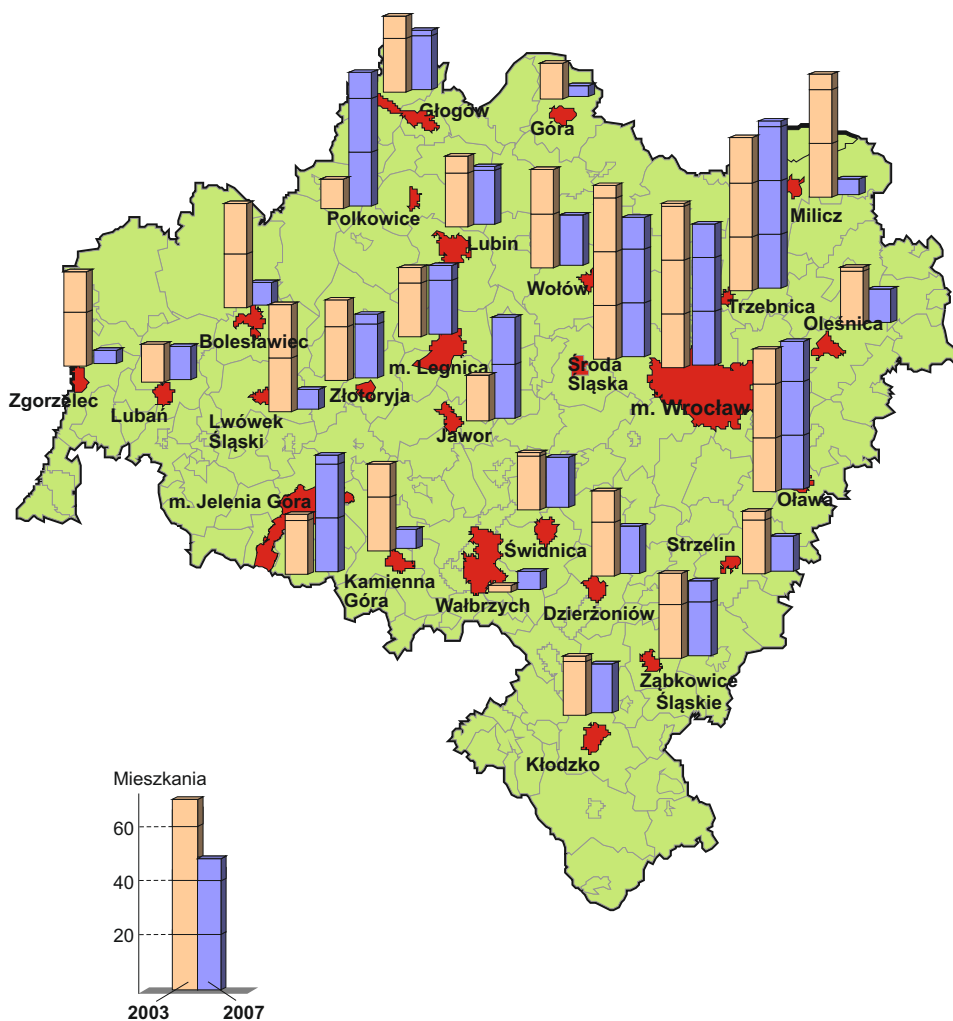 Głogów
Góra
Milicz
Polkowice
Lubin
Wołów
Trzebnica
Oleśnica
Bolesławiec
m. Legnica
Środa
Śląska
Zgorzelec
Lubań
Lwówek
Śląski
Złotoryja
Jawor
m. Wrocław
m. Jelenia Góra
Oława
Kamienna
Góra
Świdnica
Strzelin
Wałbrzych
Dzierżoniów
Ząbkowice
Śląskie
Kłodzko
Mieszkania
60
40
20
2003
2007